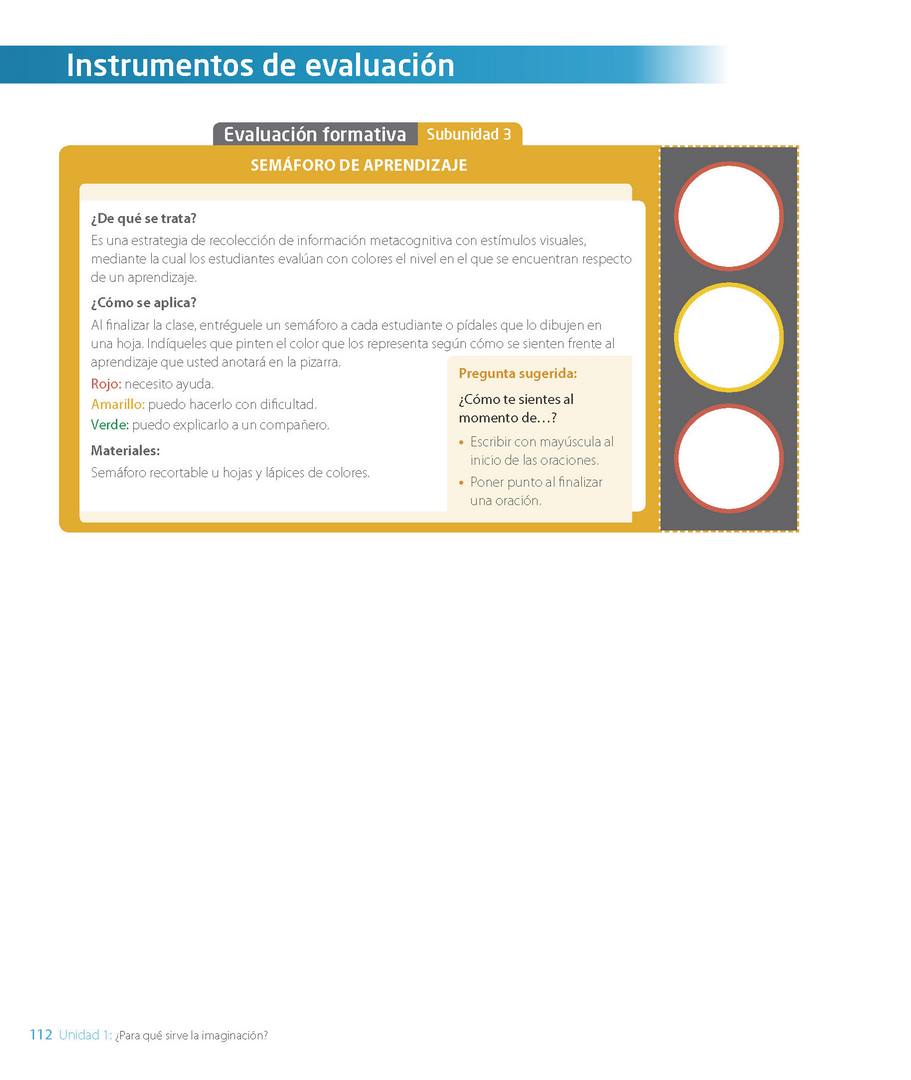 Instrumentos de evaluación
Evaluación formativa Subunidad 3
SEMÁFORO DE APRENDIZAJE
¿De qué se trata?
Es una estrategia de recolección de información metacognitiva con estímulos visuales,
mediante la cual los estudiantes evalúan con colores el nivel en el que se encuentran respecto
de un aprendizaje.
¿Cómo se aplica?
Al finalizar la clase, entréguele un semáforo a cada estudiante o pídales que lo dibujen en
una hoja. Indíqueles que pinten el color que los representa según cómo se sienten frente al
aprendizaje que usted anotará en la pizarra.
Rojo: necesito ayuda.
Amarillo: puedo hacerlo con dificultad.
Verde: puedo explicarlo a un compañero.
Materiales:
Semáforo recortable u hojas y lápices de colores.
Pregunta sugerida:
¿Cómo te sientes al
momento de…?
• Escribir con mayúscula al
inicio de las oraciones.
• Poner punto al finalizar
una oración.
112 Unidad 1: ¿Para qué sirve la imaginación?